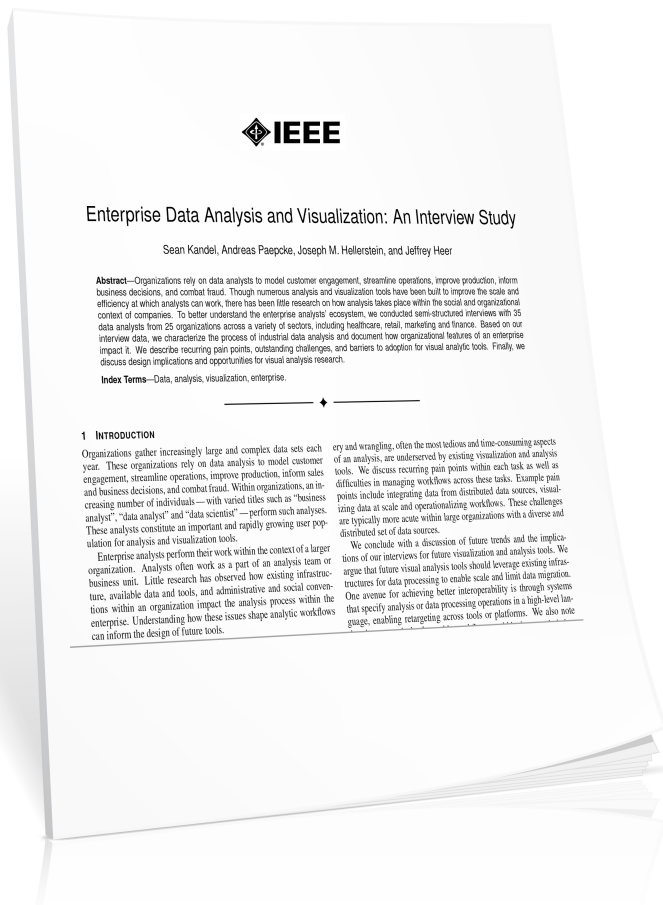 IEEE
Enterprise Data Analysis and Visualization: An Interview Study
Sean Kandel, Andreas Paepcke, Joseph M. Hellerstein, and Jeffrey Heer
Abstract—Organizations rely on data analysts to model customer engagement, streamline operations, improve production, inform
business decisions, and combat fraud. Though numerous analysis and visualization tools have been built to improve the scale and
efficiency at which analysts can work, there has been little research on how analysis takes place within the social and organizational
context of companies. To better understand the enterprise analysts' ecosystem, we conducted semi-structured interviews with 35
data analysts from 25 organizations across a variety of sectors, including healthcare, retail, marketing and finance. Based on our
interview data, we characterize the process of industrial data analysis and document how organizational features of an enterprise
impact it. We describe recurring pain points, outstanding challenges, and barriers to adoption for visual analytic tools. Finally, we
discuss design implications and opportunities for visual analysis research.
Index Terms—Data, analysis, visualization, enterprise.
1 INTRODUCTION
Organizations gather increasingly large and complex data sets each
year. These organizations rely on data analysis to model customer
engagement, streamline operations, improve production, inform sales
and business decisions, and combat fraud. Within organizations, an in-
creasing number of individuals — with varied titles such as "business
analyst", "data analyst" and "data scientist" — perform such analyses.
These analysts constitute an important and rapidly growing user pop-
ulation for analysis and visualization tools.
Enterprise analysts perform their work within the context of a larger
organization. Analysts often work as a part of an analysis team or
business unit. Little research has observed how existing infrastruc-
ture, available data and tools, and administrative and social conven-
tions within an organization impact the analysis process within the
enterprise. Understanding how these issues shape analytic workflows
can inform the design of future tools.
ery and wrangling, often the most tedious and time-consuming aspects
of an analysis, are underserved by existing visualization and analysis
tools. We discuss recurring pain points within each task as well as
difficulties in managing workflows across these tasks. Example pain
points include integrating data from distributed data sources, visual-
izing data at scale and operationalizing workflows. These challenges
are typically more acute within large organizations with a diverse and
distributed set of data sources.
We conclude with a discussion of future trends and the implica-
tions of our interviews for future visualization and analysis tools. We
argue that future visual analysis tools should leverage existing infras-
tructures for data processing to enable scale and limit data migration.
One avenue for achieving better interoperability is through systems
that specify analysis or data processing operations in a high-level lan-
guage, enabling retargeting across tools or platforms. We also note